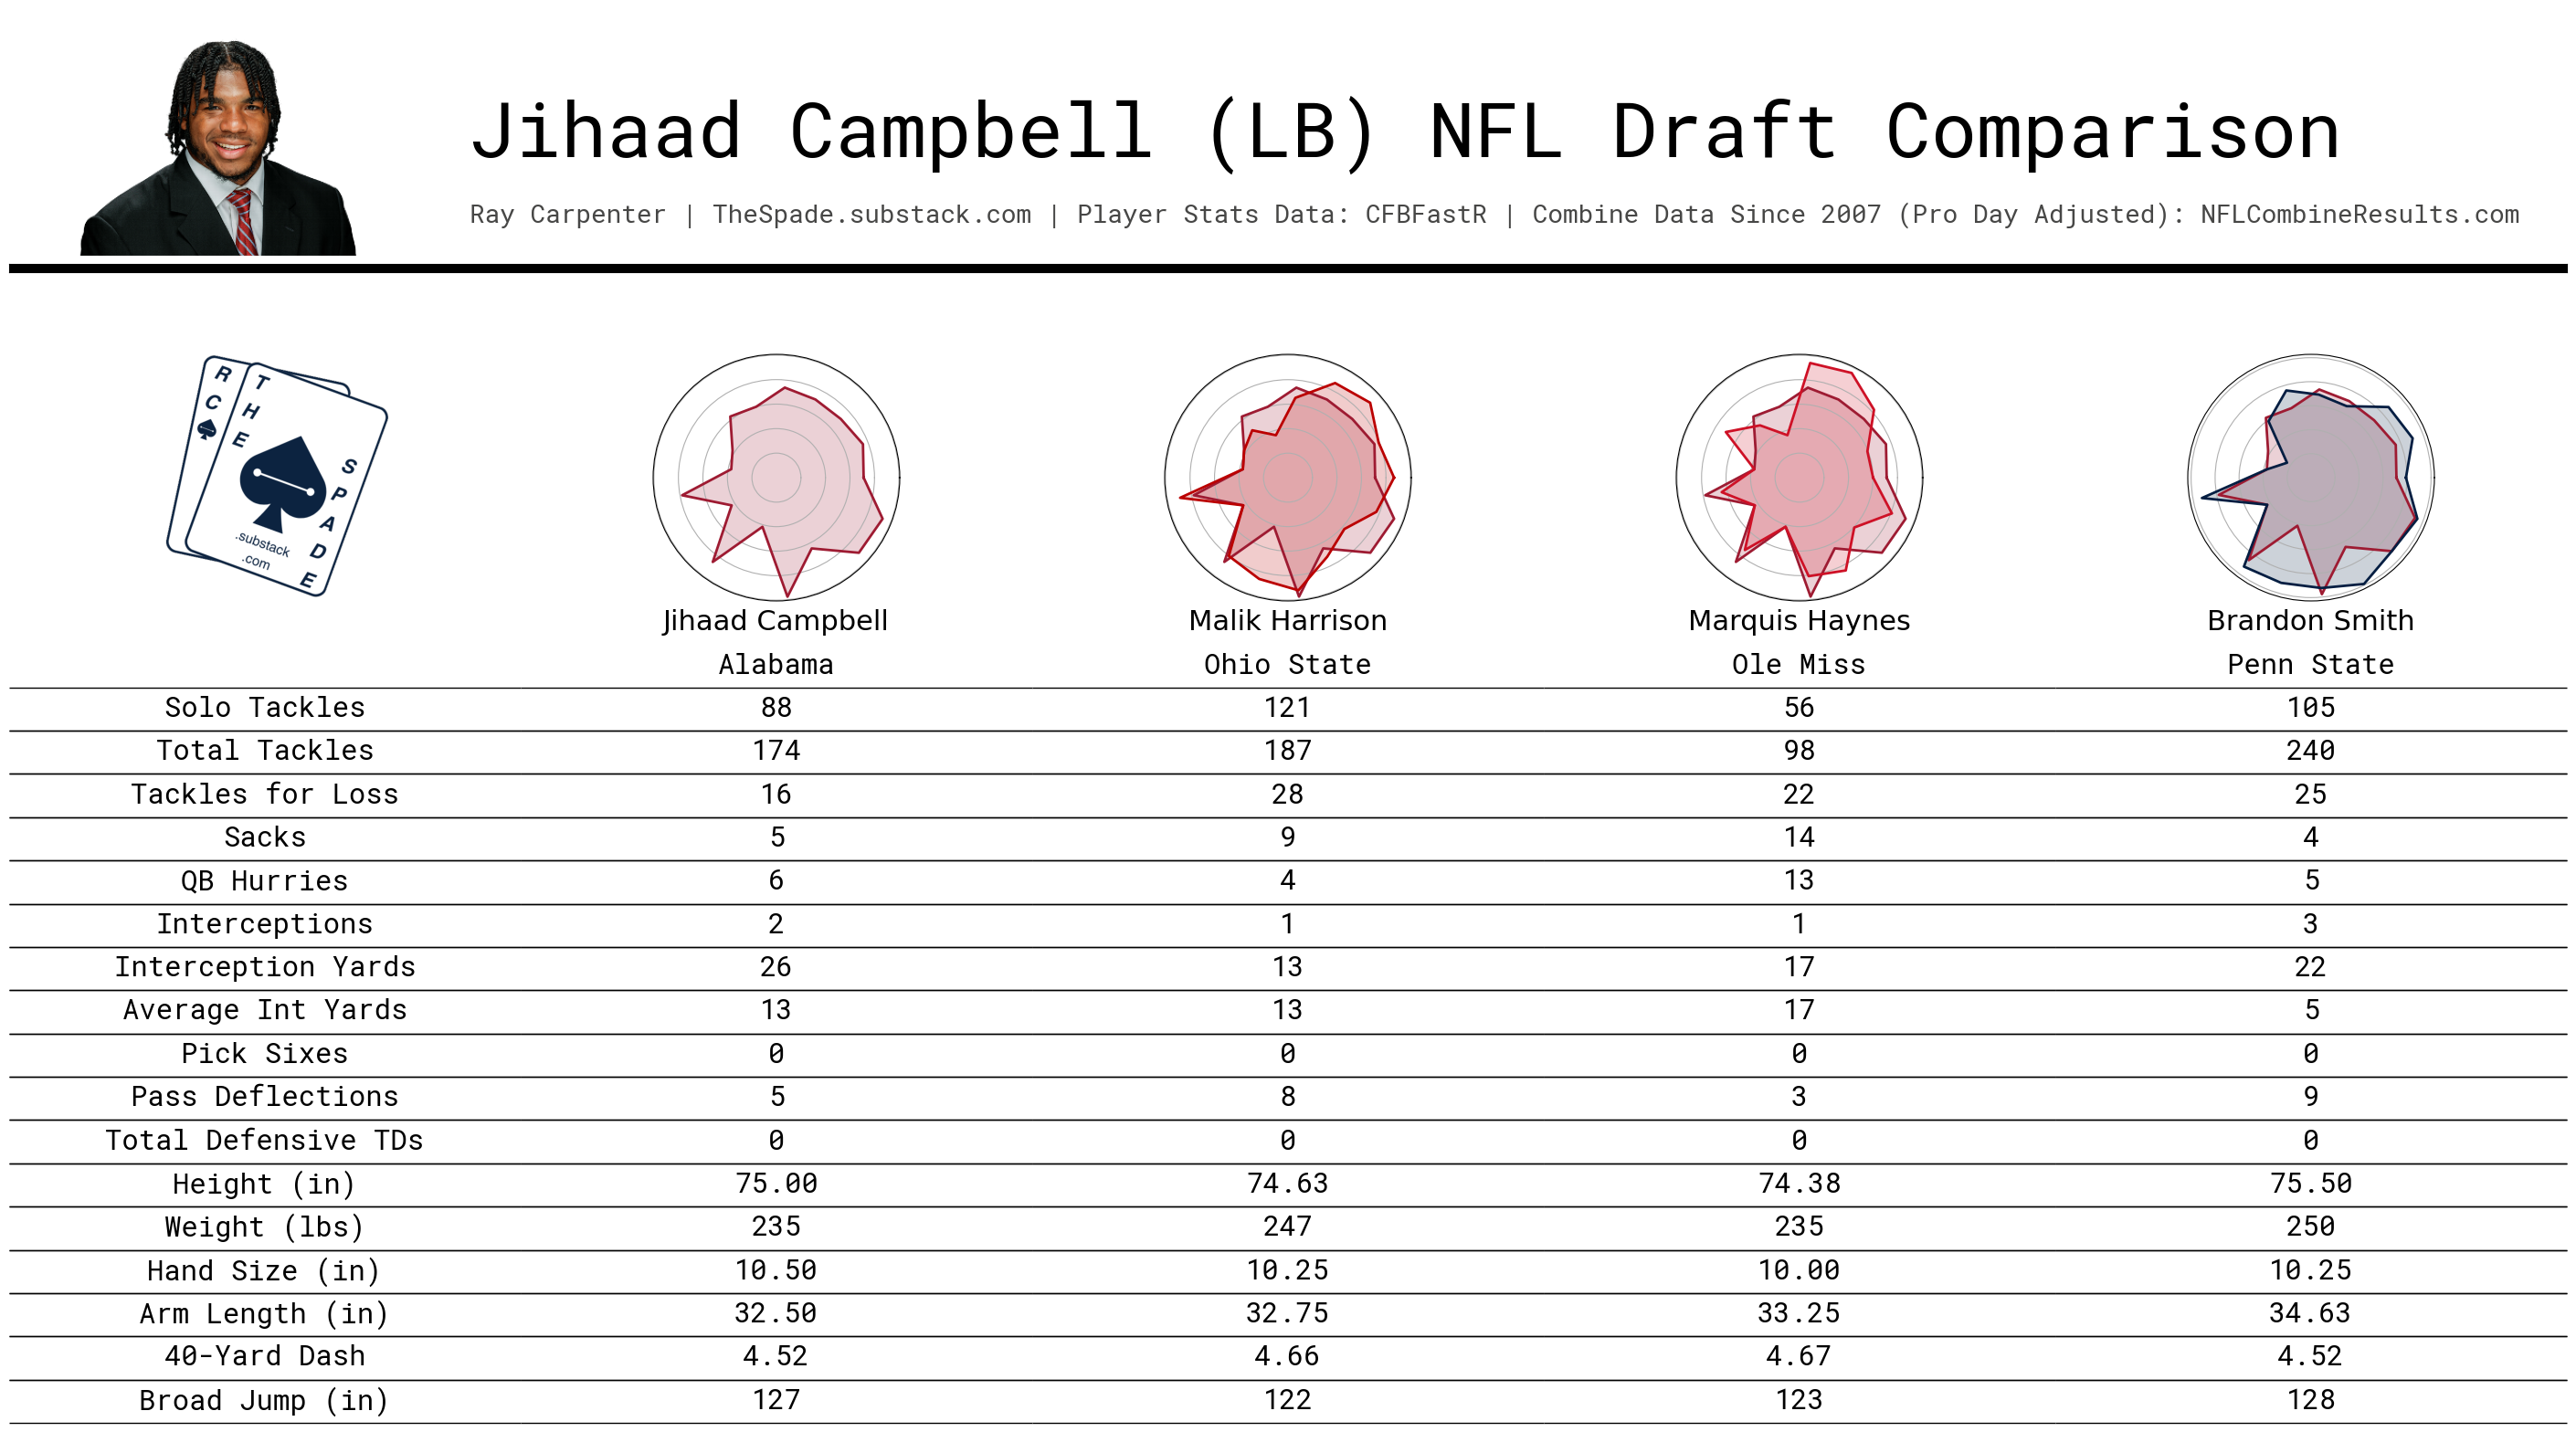 Jihaad Campbell (LB) NFL Draft Comparison
Ray Carpenter | TheSpade.substack.com | Player Stats Data: CFBFastR | Combine Data Since 2007 (Pro Day Adjusted): NFLCombineResults.com
RC
THE
SPADE
.substack
.com
Jihaad Campbell Malik Harrison Marquis Haynes Brandon Smith
Alabama Ohio State Ole Miss Penn State
Solo Tackles 88 121 56 105
Total Tackles 174 187 98 240
Tackles for Loss 16 28 22 25
Sacks 5 9 14 4
QB Hurries 6 4 13 5
Interceptions 2 1 1 3
Interception Yards 26 13 17 22
Average Int Yards 13 13 17 5
Pick Sixes 0 0 0 0
Pass Deflections 5 8 3 9
Total Defensive TDs 0 0 0 0
Height (in) 75.00 74.63 74.38 75.50
Weight (lbs) 235 247 235 250
Hand Size (in) 10.50 10.25 10.00 10.25
Arm Length (in) 32.50 32.75 33.25 34.63
40-Yard Dash 4.52 4.66 4.67 4.52
Broad Jump (in) 127 122 123 128